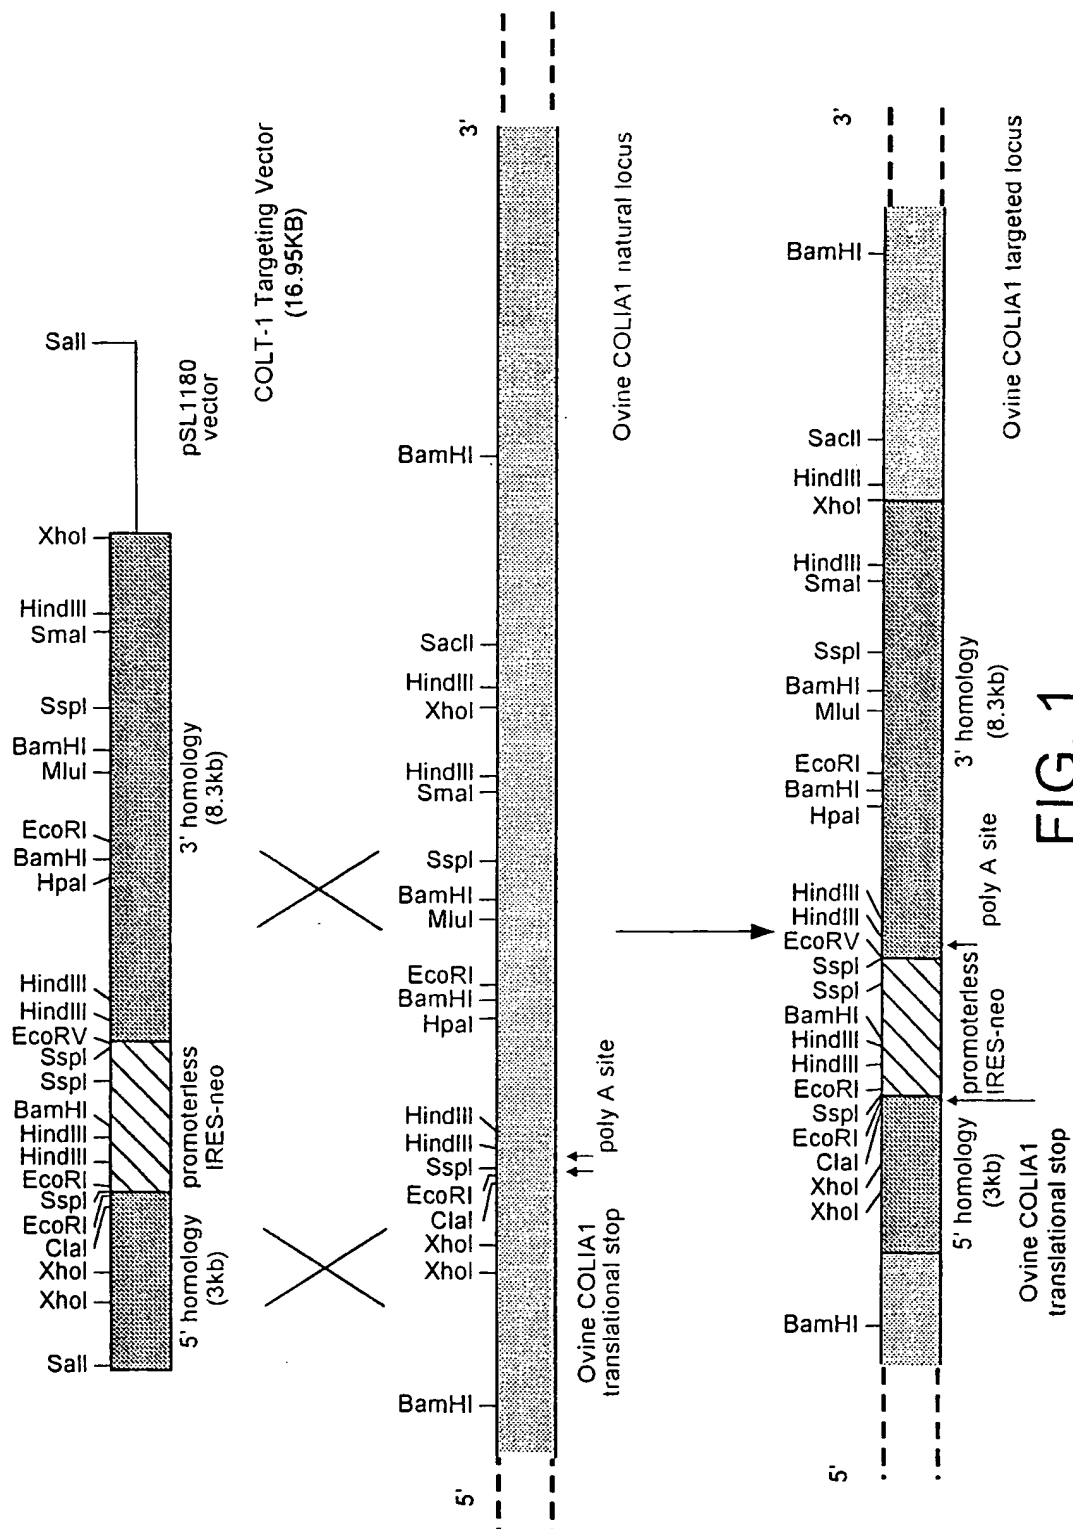 SalI
XhoI
HindIII
SmaI
SspI
BamHI
MluI
EcoRI
BamHI
HpaI
HindIII
HindIII
EcoRV
SspI
SspI
BamHI
HindIII
HindIII
EcoRI
SspI
EcoRI
ClaI
XhoI
XhoI
SalI
pSL1180
vector
3' homology
(8.3kb)
promoterless
IRES-neo
5' homology
(3kb)
COLT-1 Targeting Vector
(16.95KB)
3'
BamHI
SacII
HindIII
XhoI
HindIII
SmaI
SspI
BamHI
MluI
EcoRI
BamHI
HpaI
HindIII
HindIII
SspI
EcoRI
ClaI
XhoI
XhoI
BamHI
5'
poly A site
Ovine COLIA1
translational stop
Ovine COLIA1 natural locus
3'
BamHI
SacII
HindIII
XhoI
HindIII
SmaI
SspI
BamHI
MluI
EcoRI
BamHI
HpaI
HindIII
HindIII
EcoRV
SspI
SspI
BamHI
HindIII
HindIII
EcoRI
SspI
EcoRI
ClaI
XhoI
XhoI
BamHI
5'
3' homology
(8.3kb)
poly A site
promoterless
IRES-neo
5' homology
(3kb)
Ovine COLIA1
translational stop
Ovine COLIA1 targeted locus
FIG. 1